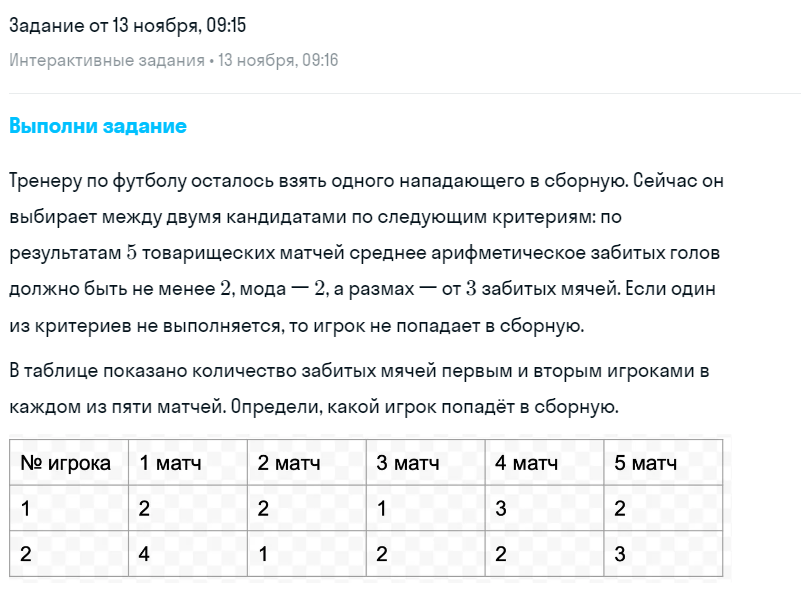 Задание от 13 ноября, 09:15
Интерактивные задания • 13 ноября, 09:16
Выполни задание
Тренеру по футболу осталось взять одного нападающего в сборную. Сейчас он
выбирает между двумя кандидатами по следующим критериям: по
результатам 5 товарищеских матчей среднее арифметическое забитых голов
должно быть не менее 2, мода — 2, а размах — от 3 забитых мячей. Если один
из критериев не выполняется, то игрок не попадает в сборную.
В таблице показано количество забитых мячей первым и вторым игроками в
каждом из пяти матчей. Определи, какой игрок попадёт в сборную.
№ игрока 1 матч 2 матч 3 матч 4 матч 5 матч
1 2 2 1 3 2
2 4 1 2 2 3